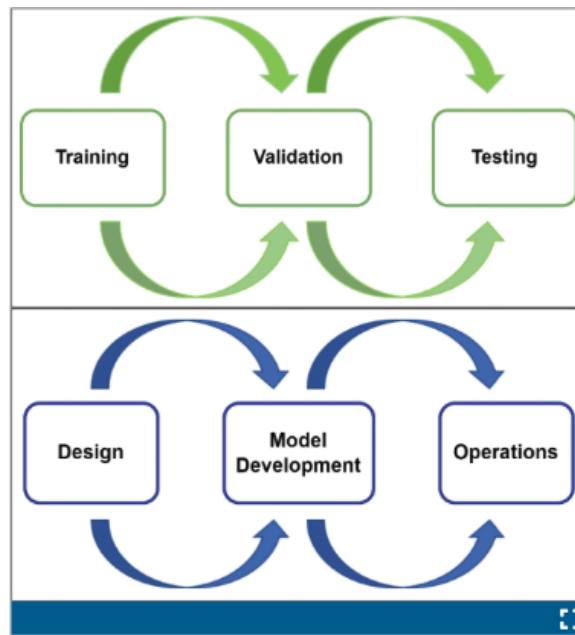 Training
Validation
Testing
Design
Model
Development
Operations